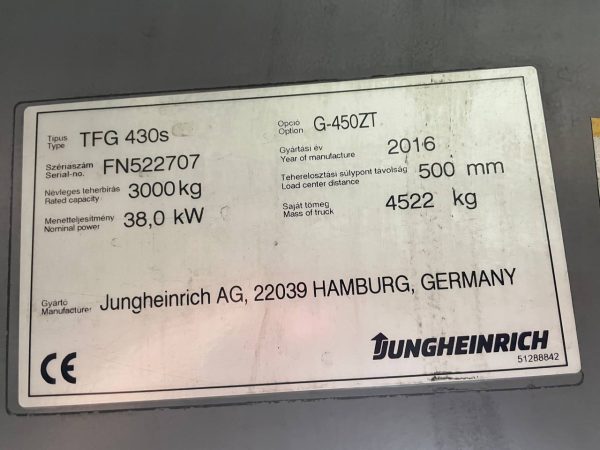 Típus
Type TFG 430s
Opció
Option G-450ZT
Szériaszám
Serial-no. FN522707
Gyártási év
Year of manufacture 2016
Névleges teherbírás
Rated capacity 3000 kg
Teherelosztási súlypont távolság
Load center distance 500 mm
Menetteljesítmény
Nominal power 38,0 kW
Saját tömeg
Mass of truck 4522 kg
Gyártó
Manufacturer Jungheinrich AG, 22039 HAMBURG, GERMANY
CE
JUNGHEINRICH
51288842